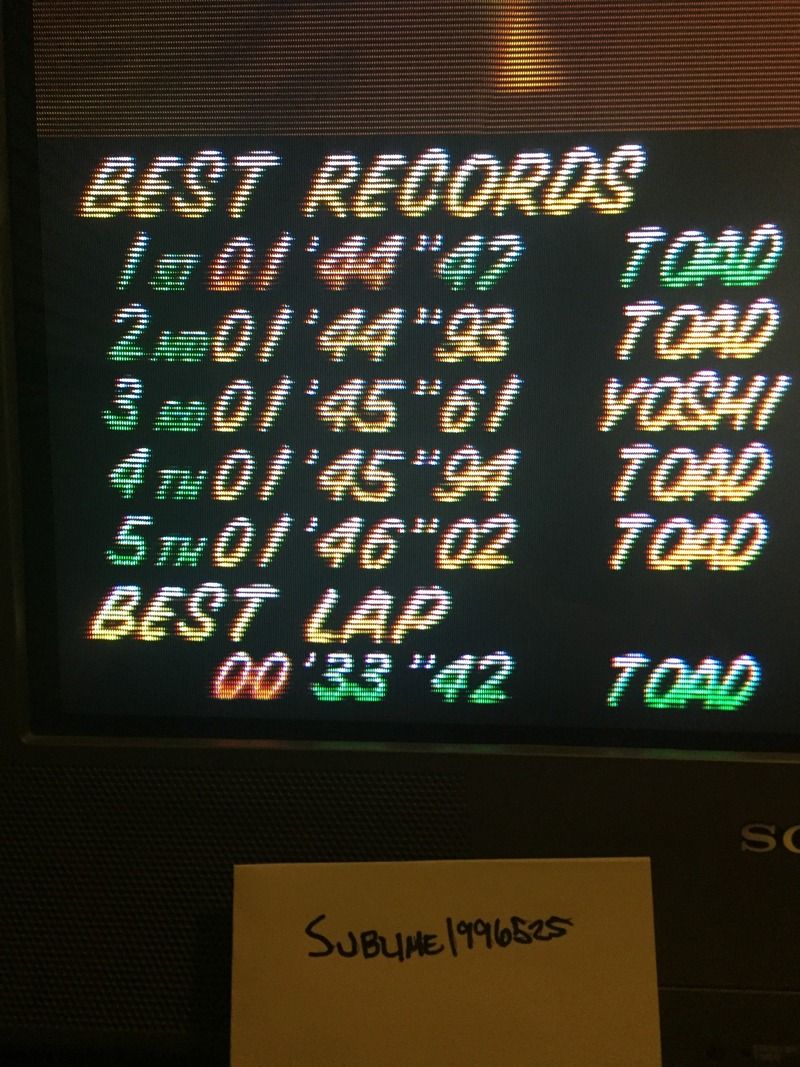 BEST RECORDS
1ST 01'44"47 TOAD
2ND 01'44"93 TOAD
3RD 01'45"61 YOSHI
4TH 01'45"94 TOAD
5TH 01'46"02 TOAD
BEST LAP
00'33"42 TOAD
SO
SUBLIME1996525